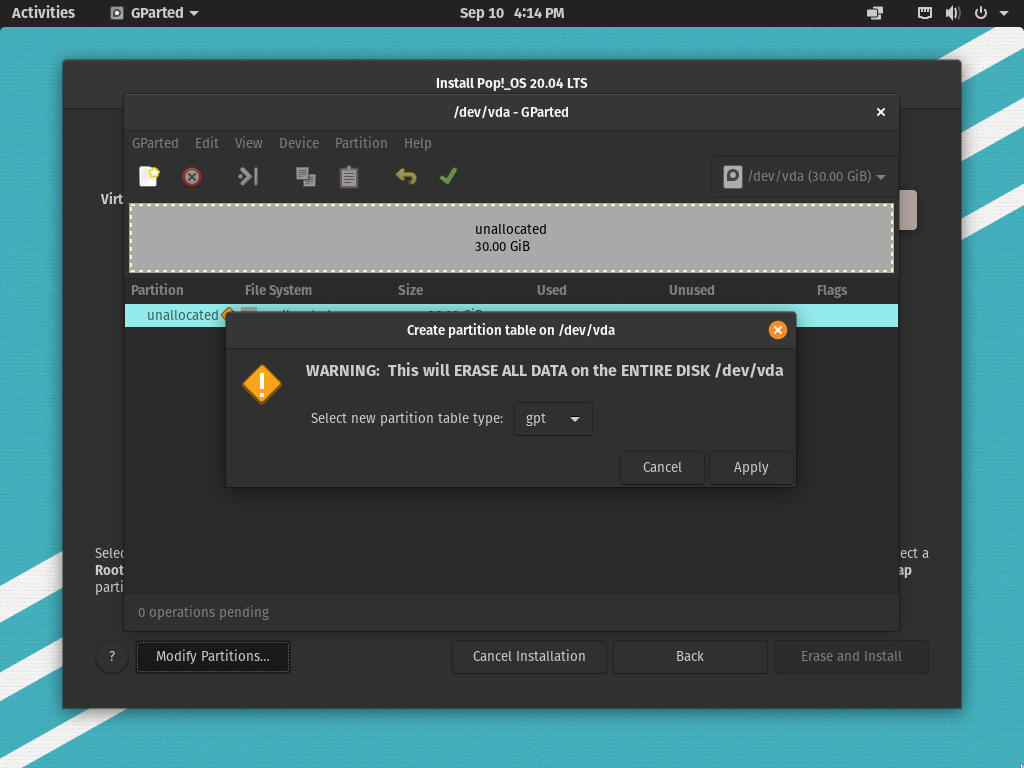 Activities
GParted
Sep 10 4:14 PM
Install Pop!_OS 20.04 LTS
/dev/vda - GParted
GParted Edit View Device Partition Help
/dev/vda (30.00 GiB)
Virt
unallocated
30.00 GiB
Partition File System Size Used Unused Flags
unallocated
Create partition table on /dev/vda
WARNING: This will ERASE ALL DATA on the ENTIRE DISK /dev/vda
Select new partition table type: gpt
Cancel Apply
Selec
ect a
Root
ap
parti
0 operations pending
? Modify Partitions... Cancel Installation Back Erase and Install